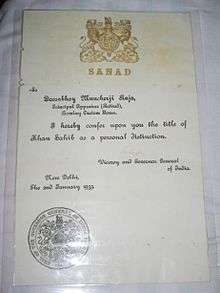 SANAD
To
Dorabhoy Muncherji Raja,
Principal Appraiser (Retired),
Bombay Custom House.
I hereby confer upon you the title of
Khan Sahib as a personal distinction.
Viceroy and Governor General
of India.
New Delhi,
The 2nd January 1933